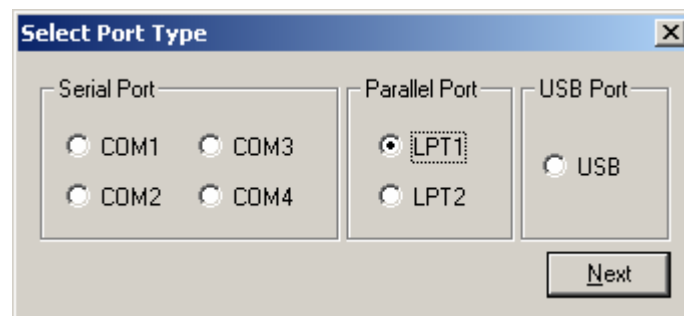 Select Port Type
Serial Port Parallel Port USB Port
COM1 COM3 LPT1 USB
COM2 COM4 LPT2
Next